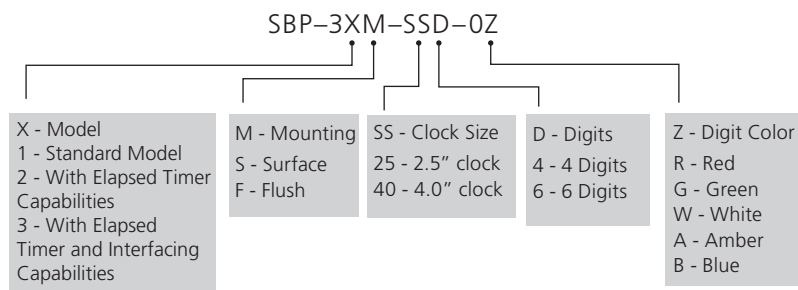 SBP–3XM–SSD–0Z
X - Model
1 - Standard Model
2 - With Elapsed Timer
Capabilities
3 - With Elapsed
Timer and Interfacing
Capabilities
M - Mounting
S - Surface
F - Flush
SS - Clock Size
25 - 2.5” clock
40 - 4.0” clock
D - Digits
4 - 4 Digits
6 - 6 Digits
Z - Digit Color
R - Red
G - Green
W - White
A - Amber
B - Blue